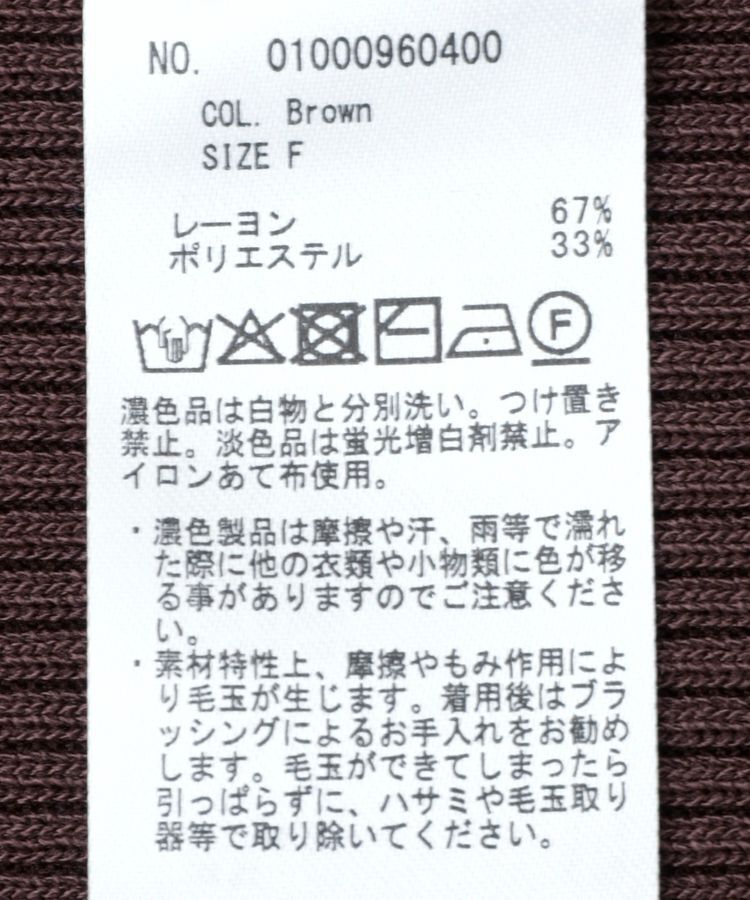 NO. 01000960400
COL. Brown
SIZE F
レーヨン 67%
ポリエステル 33%
F
濃色品は白物と分別洗い。つけ置き
禁止。淡色品は蛍光増白剤禁止。ア
イロンあて布使用。
・濃色製品は摩擦や汗、雨等で濡れ
た際に他の衣類や小物類に色が移
る事がありますのでご注意くださ
い。
・素材特性上、摩擦やもみ作用によ
り毛玉が生じます。着用後はブラ
ッシングによるお手入れをお勧め
します。毛玉ができてしまったら
引っぱらずに、ハサミや毛玉取り
器等で取り除いてください。